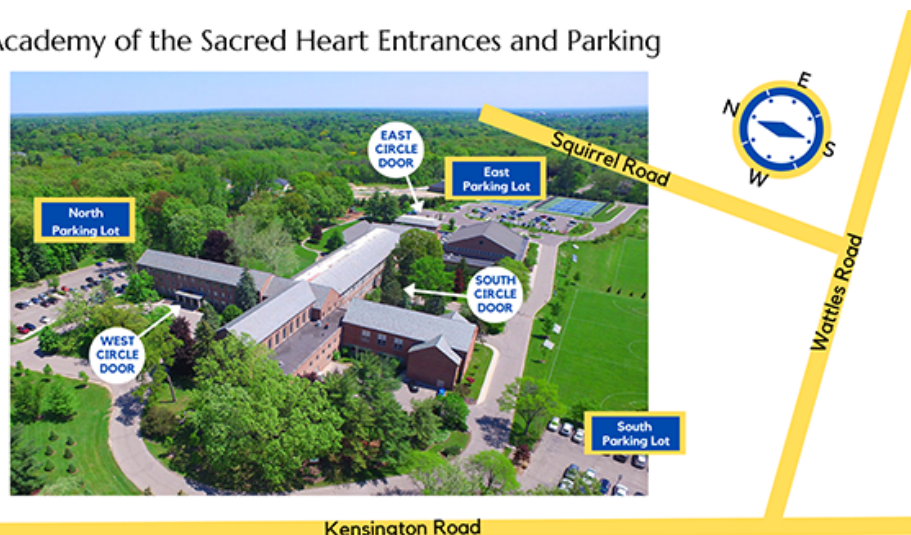 Academy of the Sacred Heart Entrances and Parking
E
N
S
W
EAST
CIRCLE
DOOR
East
Parking Lot
Squirrel Road
North
Parking Lot
SOUTH
CIRCLE
DOOR
Wattles Road
WEST
CIRCLE
DOOR
South
Parking Lot
Kensington Road